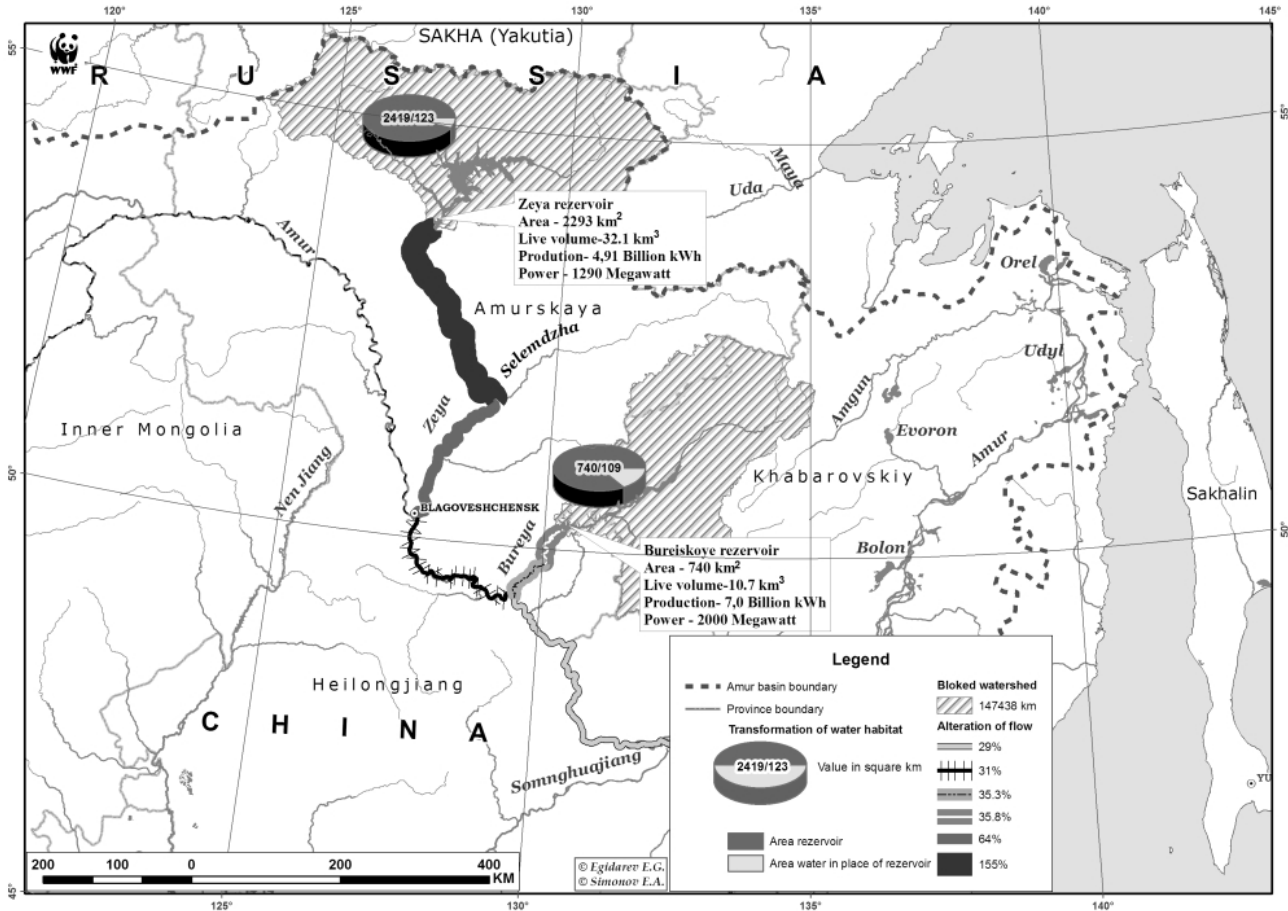 120°
125°
130°
135°
140°
145°
55°
WWF
SAKHA (Yakutia)
R U S S I A
55°
2419/123
Maya
Uda
Zeya rezervoir
Area - 2293 km²
Live volume-32.1 km³
Prodution- 4,91 Billion kWh
Power - 1290 Megawatt
Amur
Orel
Amurskaya
Selemdzha
Udyl
Zeya
Amgun
Inner Mongolia
Evoron
Amur
50°
740/109
Khabarovskiy
Nen Jiang
Sakhalin
BLAGOVESHCHENSK
50°
Bureya
Bolon'
Bureiskoye rezervoir
Area - 740 km²
Live volume-10.7 km³
Production- 7,0 Billion kWh
Power - 2000 Megawatt
Heilongjiang
C H I N A
Somnghuajiang
Legend
Amur basin boundary
Province boundary
Transformation of water habitat
2419/123
Value in square km
Area rezervoir
Area water in place of rezervoir
Bloked watershed
147438 km
Alteration of flow
29%
31%
35.3%
35.8%
64%
155%
YU
200 100 0 200 400
KM
© Egidarev E.G.
© Simonov E.A.
45°
125°
130°
135°
140°